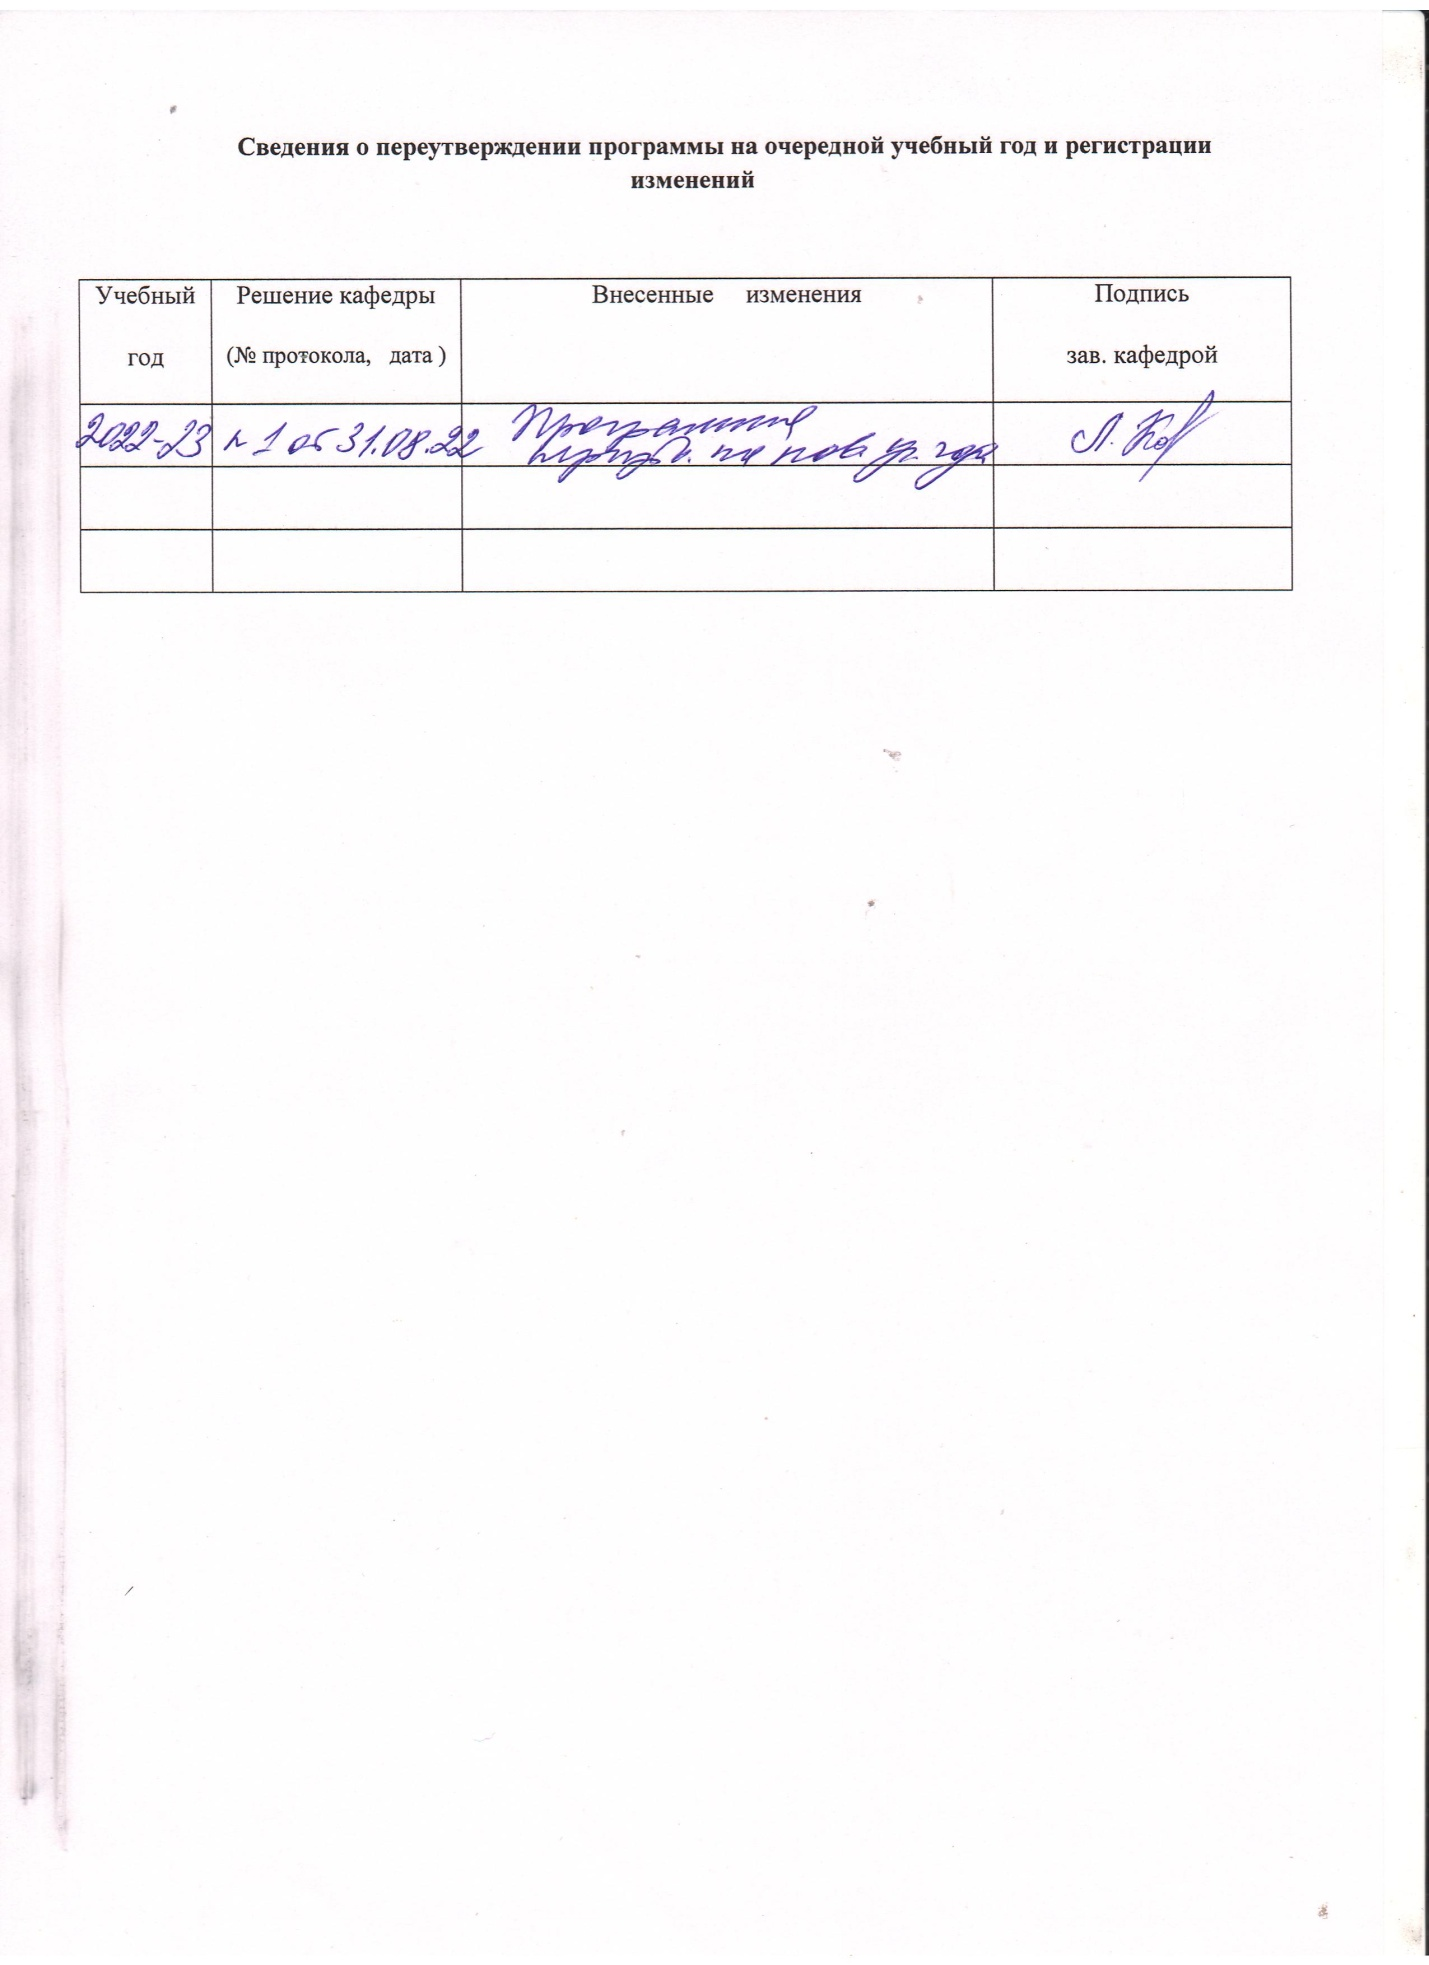 Сведения о переутверждении программы на очередной учебный год и регистрации
изменений
Учебный
год
Решение кафедры
(№ протокола, дата )
Внесенные изменения
Подпись
зав. кафедрой
2022-23
№ 1 от 31.08.22
Программа
на нов. уч. год